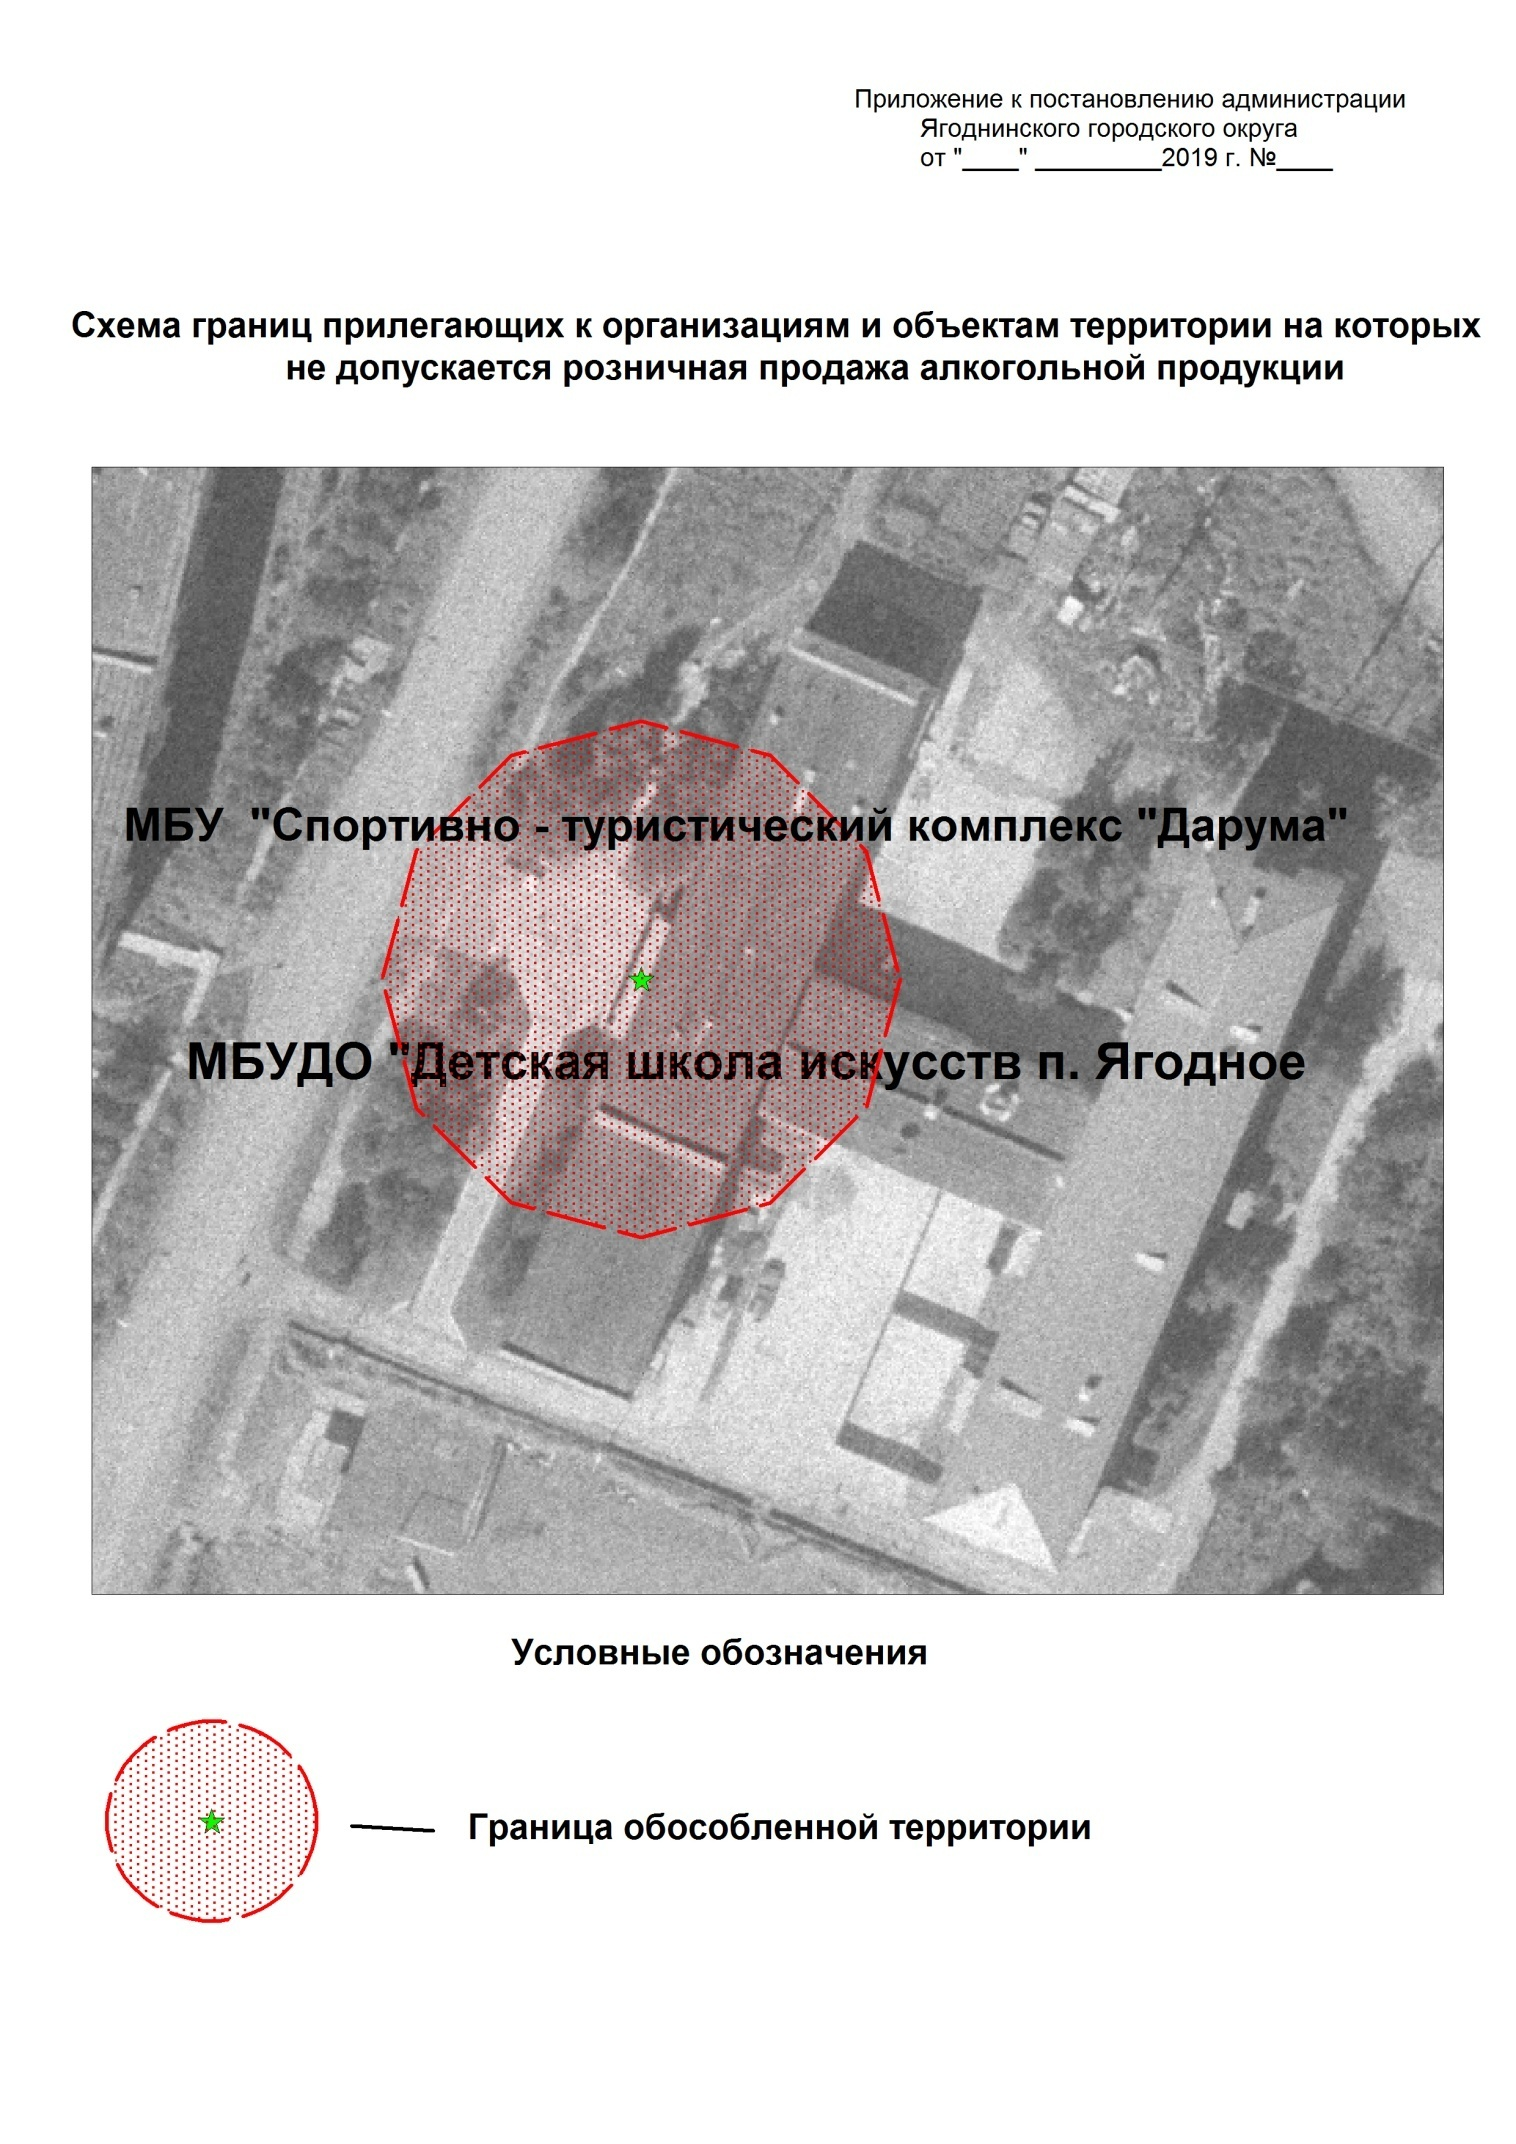 Приложение к постановлению администрации
Ягоднинского городского округа
от "____" _________2019 г. №____
Схема границ прилегающих к организациям и объектам территории на которых
не допускается розничная продажа алкогольной продукции
МБУ "Спортивно - туристический комплекс "Дарума"
МБУДО "Детская школа искусств п. Ягодное
Условные обозначения
Граница обособленной территории